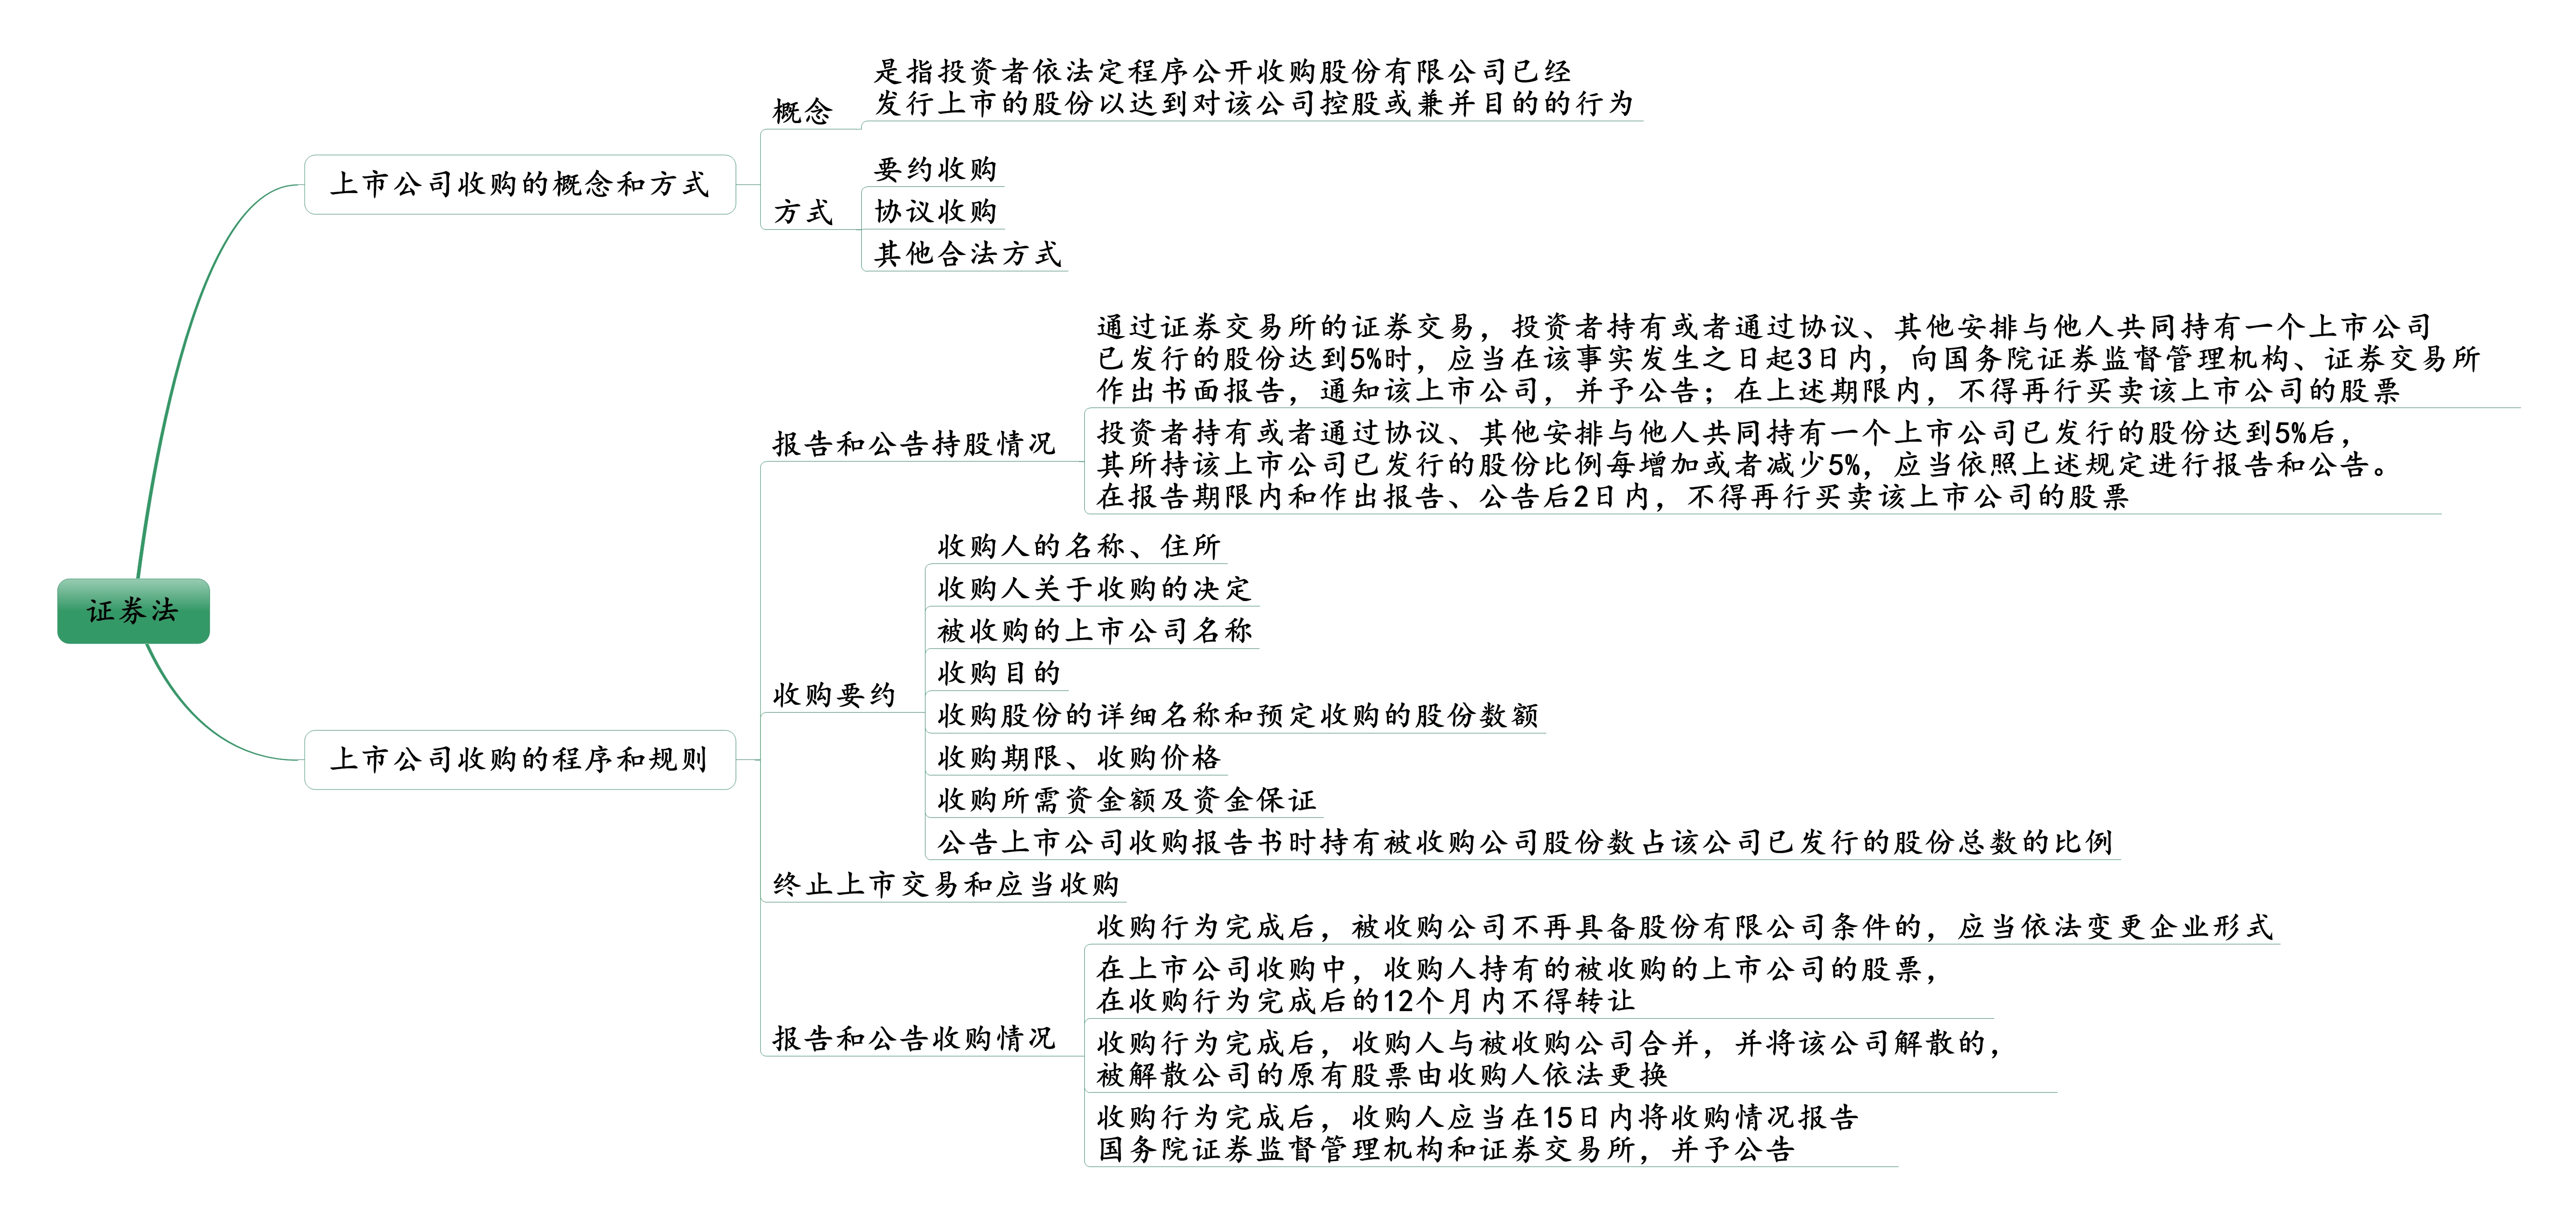 证券法
上市公司收购的概念和方式
概念
是指投资者依法定程序公开收购股份有限公司已经
发行上市的股份以达到对该公司控股或兼并目的的行为
方式
要约收购
协议收购
其他合法方式
上市公司收购的程序和规则
报告和公告持股情况
通过证券交易所的证券交易，投资者持有或者通过协议、其他安排与他人共同持有一个上市公司
已发行的股份达到5%时，应当在该事实发生之日起3日内，向国务院证券监督管理机构、证券交易所
作出书面报告，通知该上市公司，并予公告；在上述期限内，不得再行买卖该上市公司的股票
投资者持有或者通过协议、其他安排与他人共同持有一个上市公司已发行的股份达到5%后，
其所持该上市公司已发行的股份比例每增加或者减少5%，应当依照上述规定进行报告和公告。
在报告期限内和作出报告、公告后2日内，不得再行买卖该上市公司的股票
收购要约
收购人的名称、住所
收购人关于收购的决定
被收购的上市公司名称
收购目的
收购股份的详细名称和预定收购的股份数额
收购期限、收购价格
收购所需资金额及资金保证
公告上市公司收购报告书时持有被收购公司股份数占该公司已发行的股份总数的比例
终止上市交易和应当收购
报告和公告收购情况
收购行为完成后，被收购公司不再具备股份有限公司条件的，应当依法变更企业形式
在上市公司收购中，收购人持有的被收购的上市公司的股票，
在收购行为完成后的12个月内不得转让
收购行为完成后，收购人与被收购公司合并，并将该公司解散的，
被解散公司的原有股票由收购人依法更换
收购行为完成后，收购人应当在15日内将收购情况报告
国务院证券监督管理机构和证券交易所，并予公告